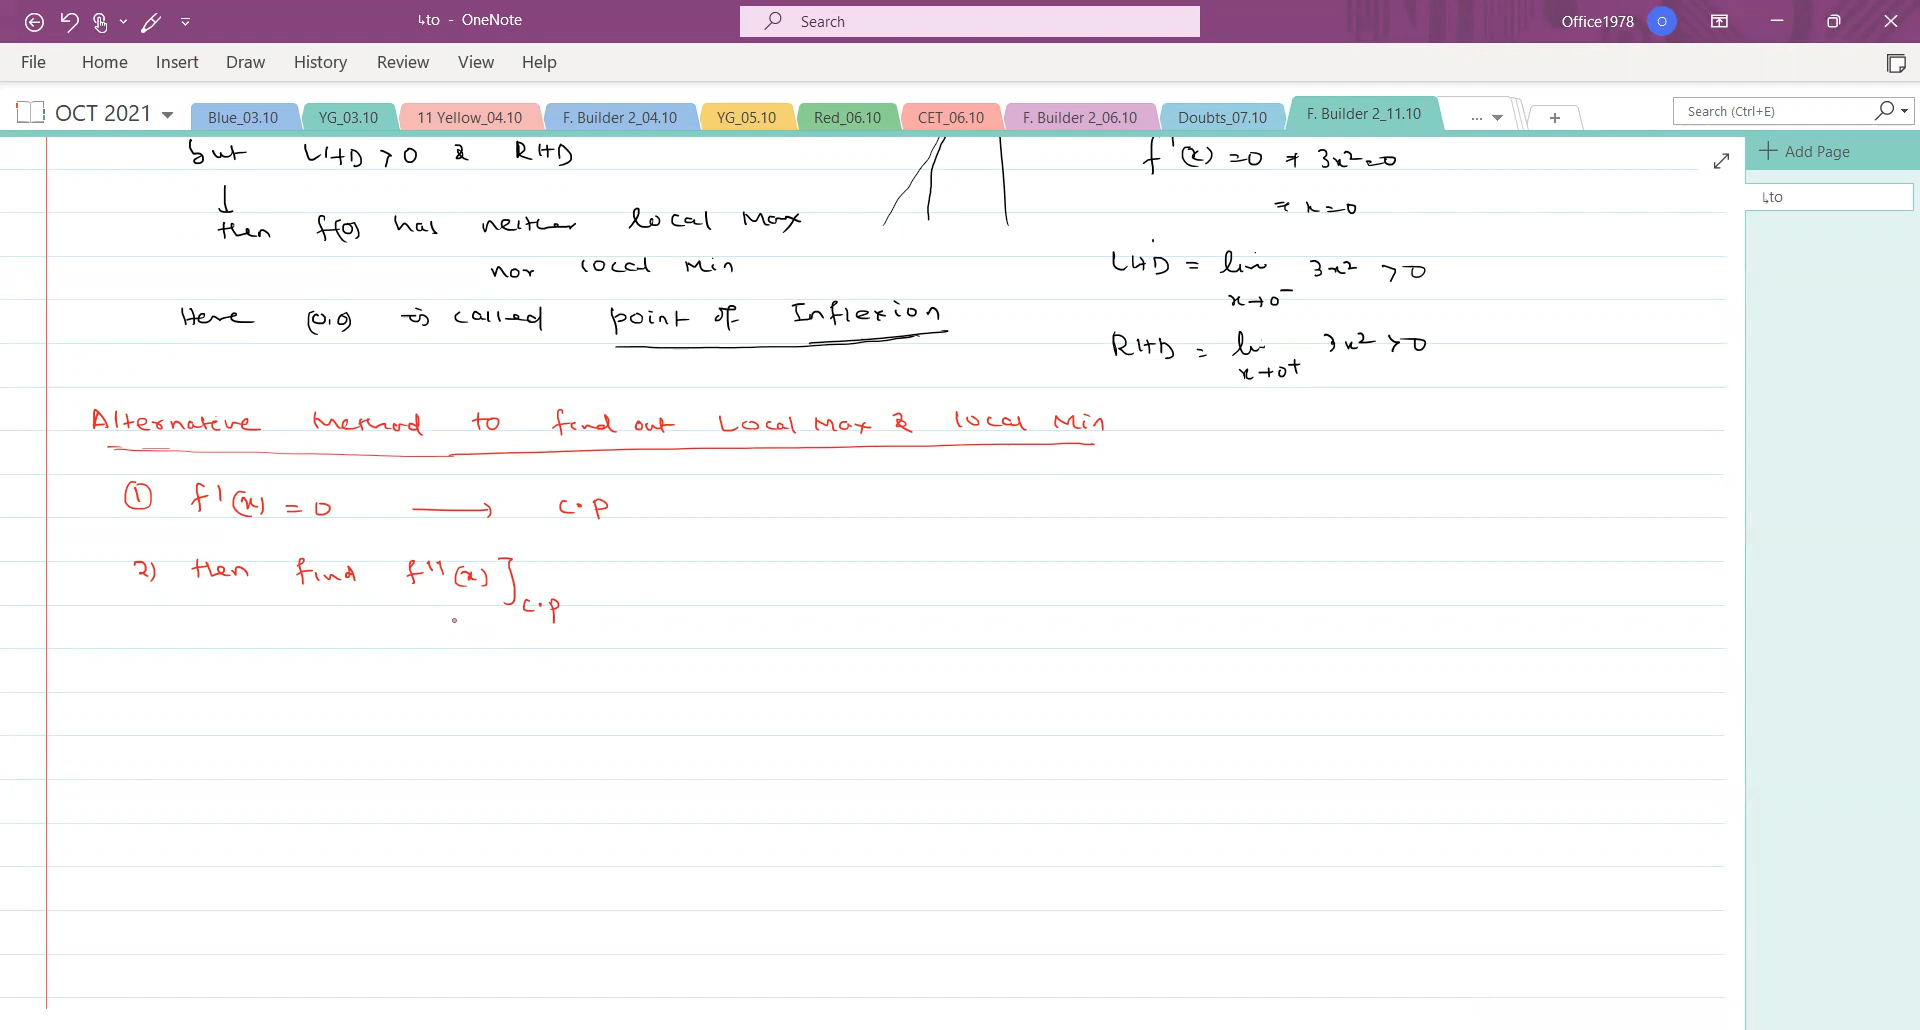 ↳to - OneNote
Search
Office1978
O
File Home Insert Draw History Review View Help
OCT 2021
Blue_03.10 YG_03.10 11 Yellow_04.10 F. Builder 2_04.10 YG_05.10 Red_06.10 CET_06.10 F. Builder 2_06.10 Doubts_07.10 F. Builder 2_11.10 ... +
Search (Ctrl+E)
Add Page
↳to
but LHD > 0 & RHD
↓
then f(0) has neither local Max
nor local Min
Here (0,0) is called point of Inflexion
f'(x) = 0 ⇒ 3x² = 0
⇒ x = 0
LHD = lim 3x² > 0
x→0⁻
RHD = lim 3x² > 0
x→0+
Alternative Method to find out Local Max & local Min
① f'(x) = 0 → c.p
2) then find f''(x)]c.p